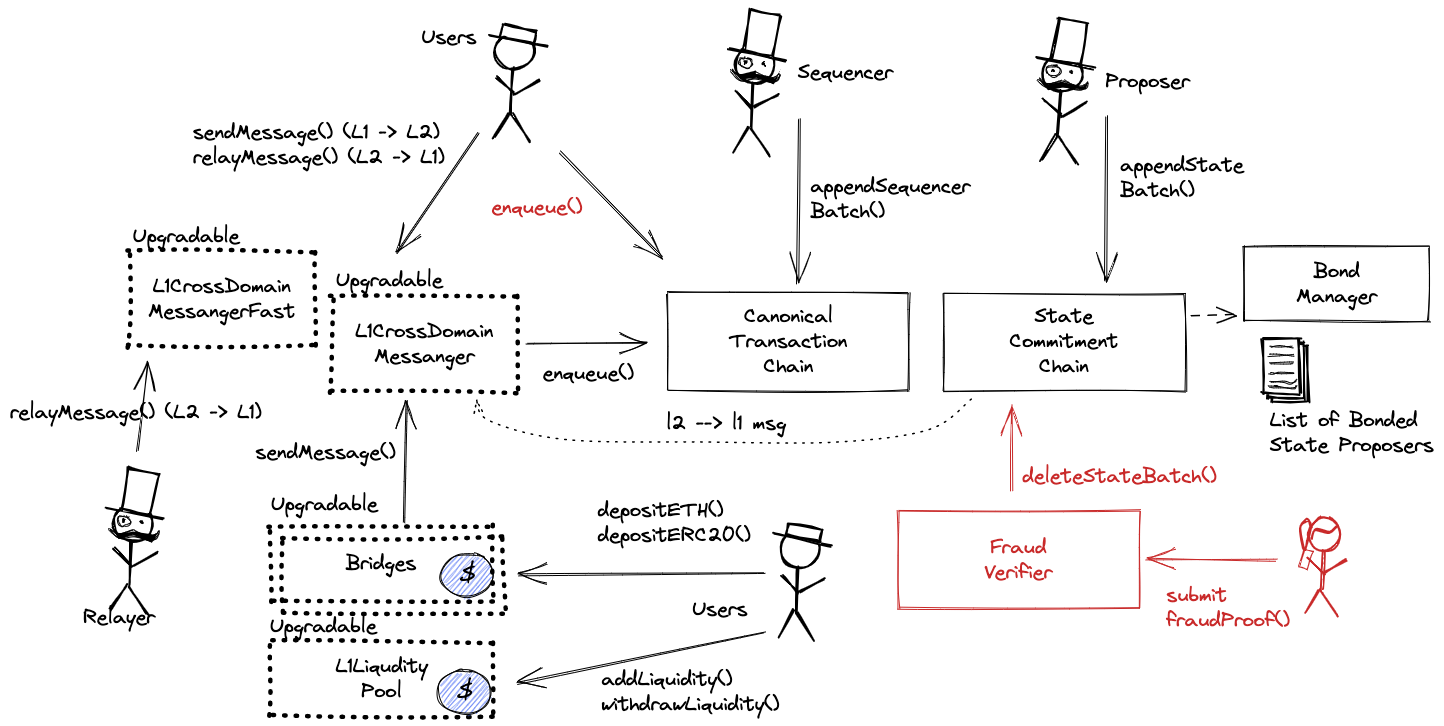 Users
Sequencer
Proposer
sendMessage() (L1 -> L2)
relayMessage() (L2 -> L1)
enqueue()
appendSequencer
Batch()
appendState
Batch()
Upgradable
L1CrossDomain
MessangerFast
Upgradable
L1CrossDomain
Messanger
enqueue()
Canonical
Transaction
Chain
State
Commitment
Chain
Bond
Manager
List of Bonded
State Proposers
relayMessage() (L2 -> L1)
l2 --> l1 msg
sendMessage()
deleteStateBatch()
Upgradable
Bridges
$
depositETH()
depositERC20()
Users
Fraud
Verifier
submit
fraudProof()
Relayer
Upgradable
L1Liqudity
Pool
$
addLiquidity()
withdrawLiquidity()